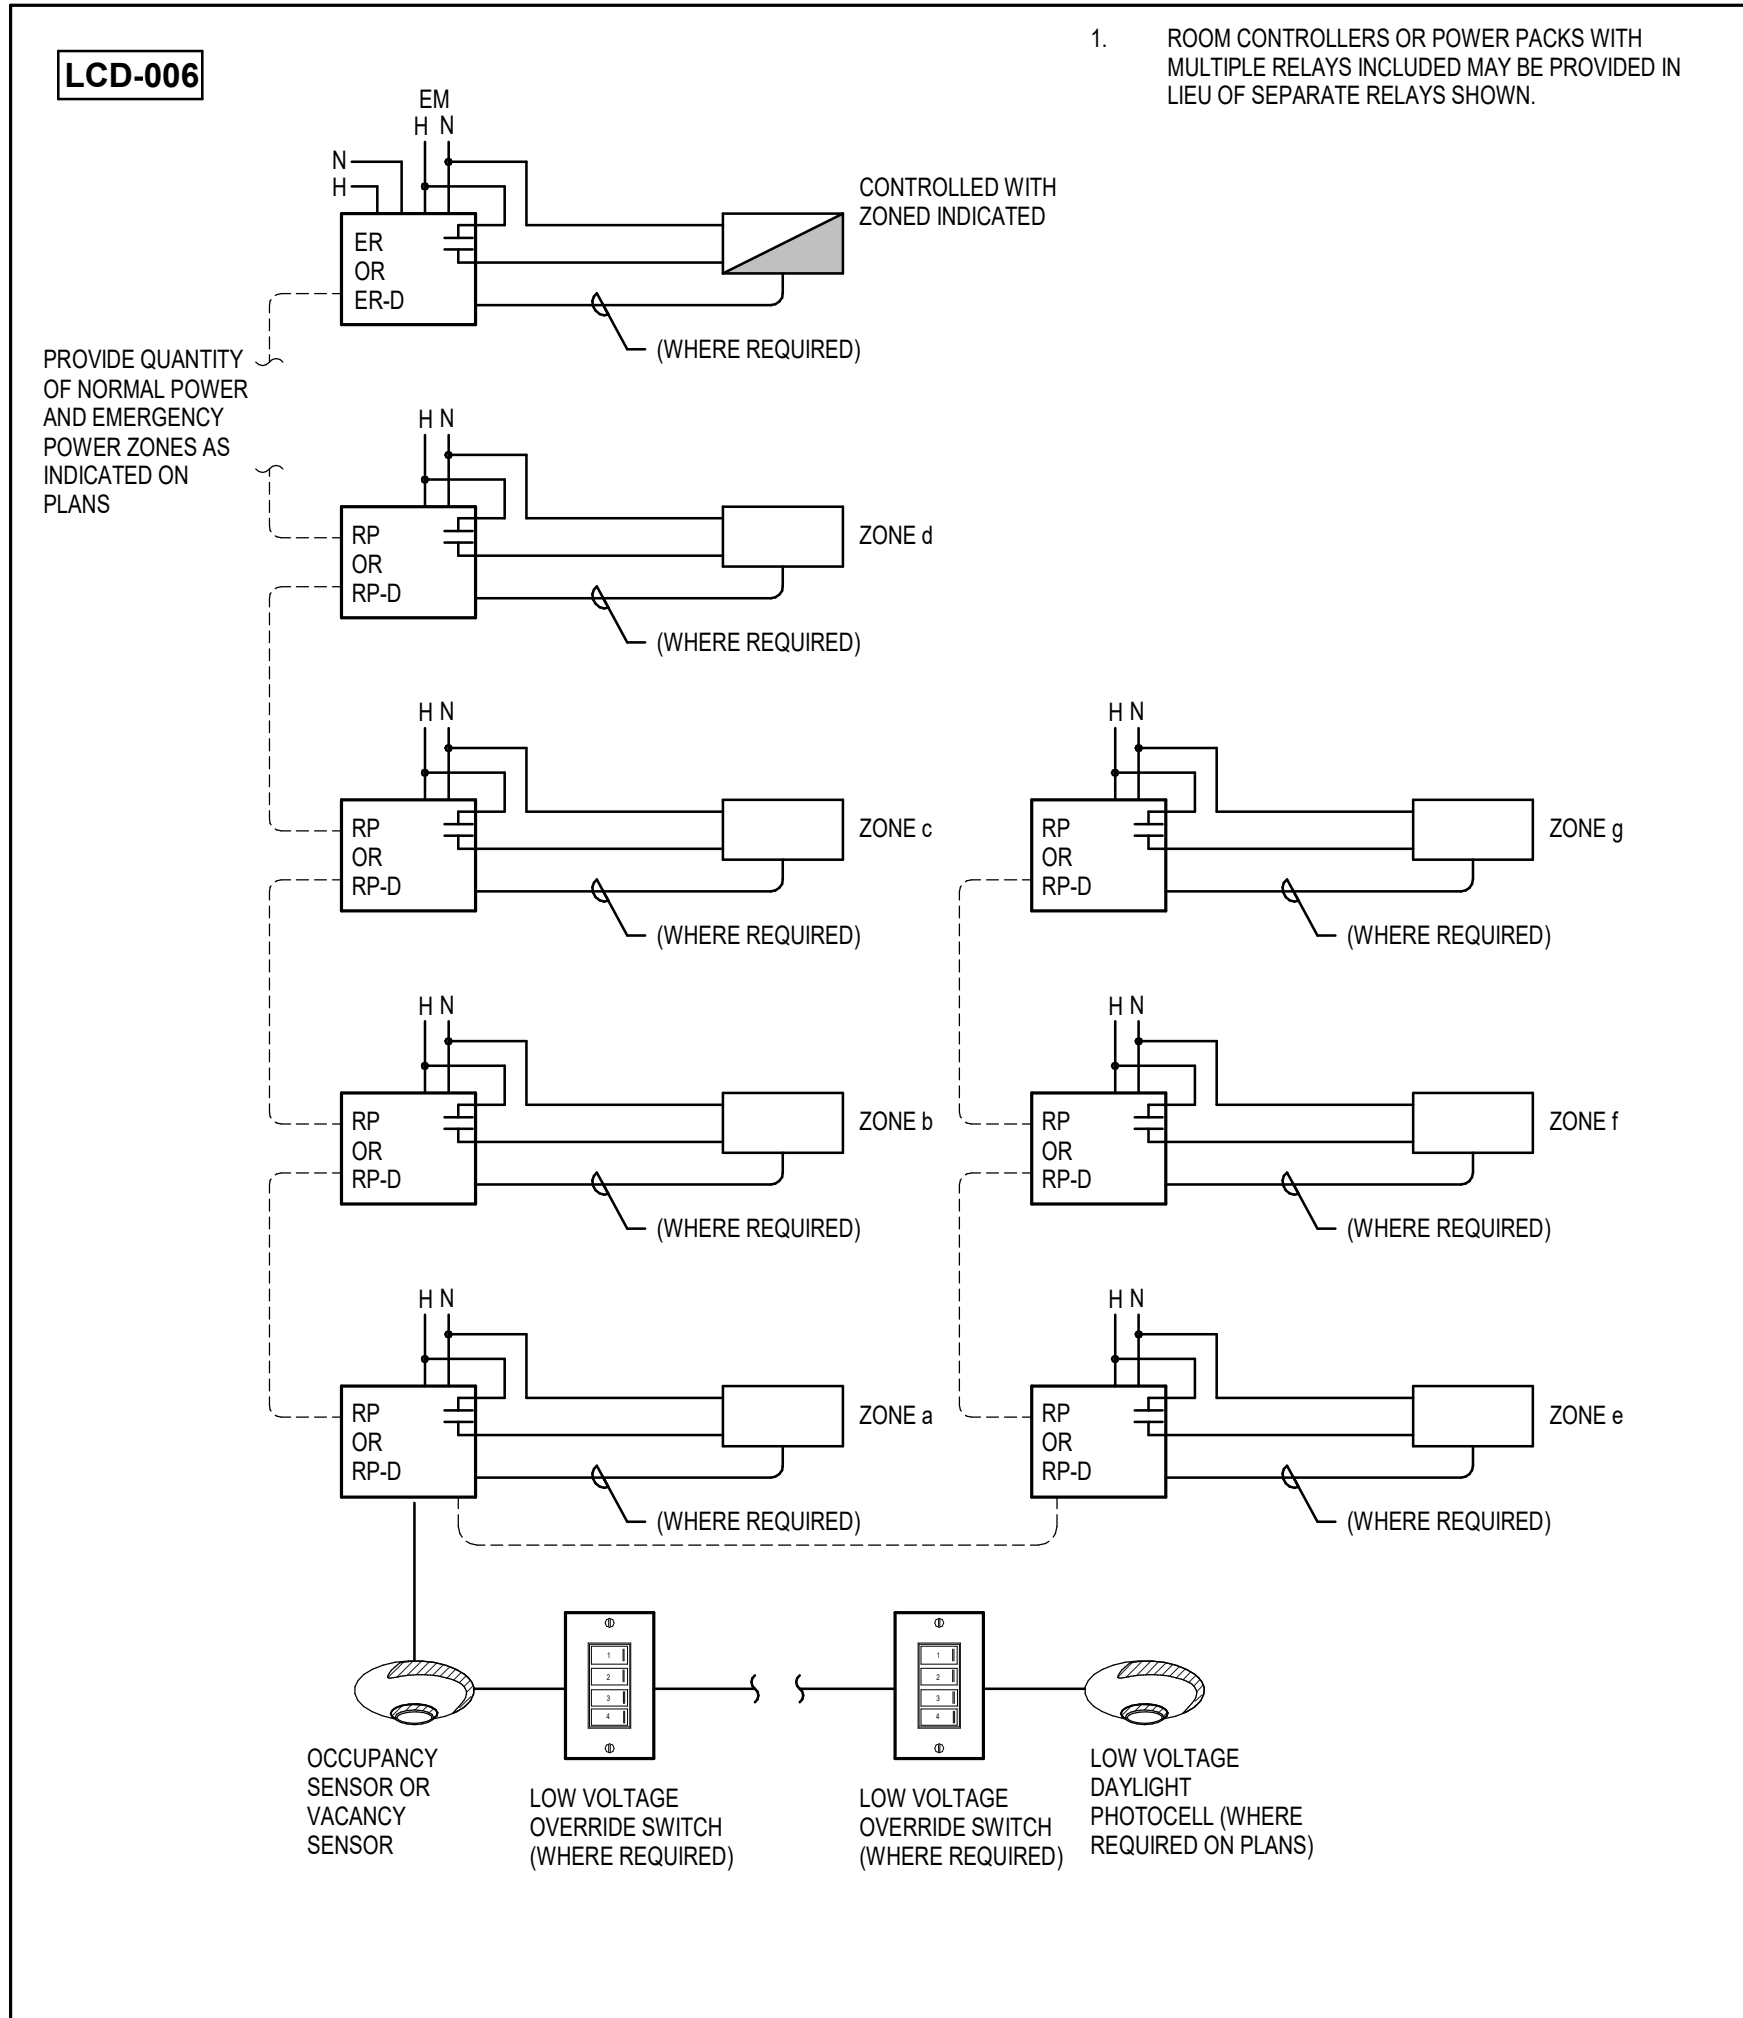 LCD-006
1. ROOM CONTROLLERS OR POWER PACKS WITH
MULTIPLE RELAYS INCLUDED MAY BE PROVIDED IN
LIEU OF SEPARATE RELAYS SHOWN.
EM
H N
N
H
ER
OR
ER-D
CONTROLLED WITH
ZONED INDICATED
(WHERE REQUIRED)
PROVIDE QUANTITY
OF NORMAL POWER
AND EMERGENCY
POWER ZONES AS
INDICATED ON
PLANS
H N
RP
OR
RP-D
ZONE d
(WHERE REQUIRED)
H N
RP
OR
RP-D
ZONE c
(WHERE REQUIRED)
H N
RP
OR
RP-D
ZONE g
(WHERE REQUIRED)
H N
RP
OR
RP-D
ZONE b
(WHERE REQUIRED)
H N
RP
OR
RP-D
ZONE f
(WHERE REQUIRED)
H N
RP
OR
RP-D
ZONE a
(WHERE REQUIRED)
H N
RP
OR
RP-D
ZONE e
(WHERE REQUIRED)
1
2
3
4
1
2
3
4
OCCUPANCY
SENSOR OR
VACANCY
SENSOR
LOW VOLTAGE
OVERRIDE SWITCH
(WHERE REQUIRED)
LOW VOLTAGE
OVERRIDE SWITCH
(WHERE REQUIRED)
LOW VOLTAGE
DAYLIGHT
PHOTOCELL (WHERE
REQUIRED ON PLANS)